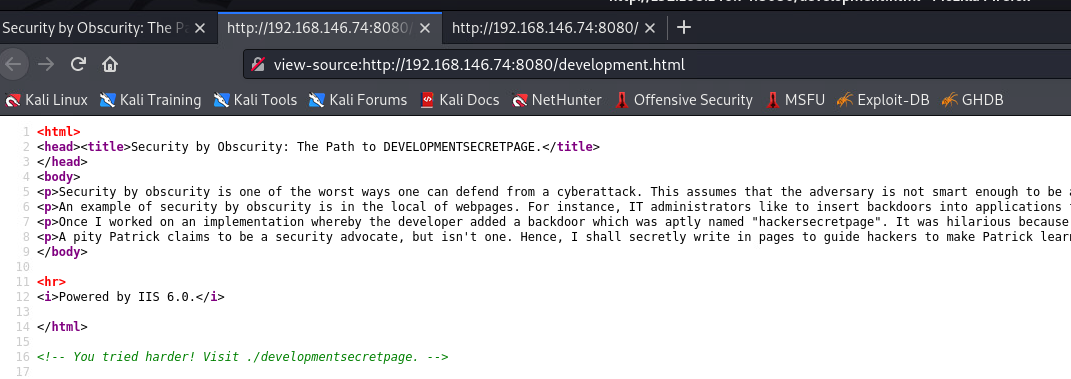 Security by Obscurity: The P
http://192.168.146.74:8080/
http://192.168.146.74:8080/
view-source:http://192.168.146.74:8080/development.html
Kali Linux Kali Training Kali Tools Kali Forums Kali Docs NetHunter Offensive Security MSFU Exploit-DB GHDB
1 <html>
2 <head><title>Security by Obscurity: The Path to DEVELOPMENTSECRETPAGE.</title>
3 </head>
4 <body>
5 <p>Security by obscurity is one of the worst ways one can defend from a cyberattack. This assumes that the adversary is not smart enough to be
6 <p>An example of security by obscurity is in the local of webpages. For instance, IT administrators like to insert backdoors into applications
7 <p>Once I worked on an implementation whereby the developer added a backdoor which was aptly named "hackersecretpage". It was hilarious because
8 <p>A pity Patrick claims to be a security advocate, but isn't one. Hence, I shall secretly write in pages to guide hackers to make Patrick lear
9 </body>
10
11 <hr>
12 <i>Powered by IIS 6.0.</i>
13
14 </html>
15
16 <!-- You tried harder! Visit ./developmentsecretpage. -->
17